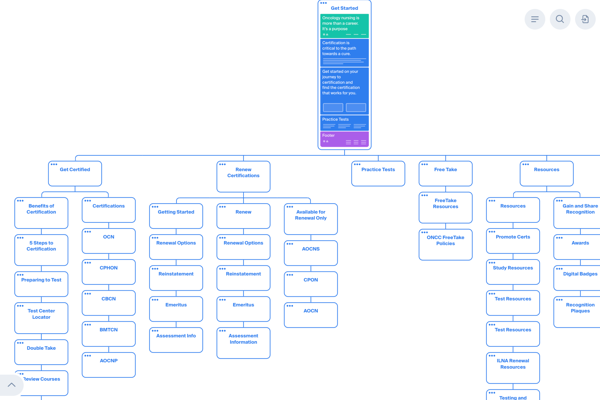 Get Started
Oncology nursing is
more than a career
it's a purpose
Certification is
critical to the path
towards a cure.
Get started on your
journey to
certification and
find the certification
that works for you.
Practice Tests
Footer
Get Certified
Renew
Certifications
Practice Tests
Free Take
Resources
Benefits of
Certification
5 Steps to
Certification
Preparing to Text
Test Center
Locator
Double Take
Review Courses
Certifications
OCN
CPHON
CBCN
BMTCN
AOCNP
Getting Started
Renewal Options
Reinstatement
Emeritus
Assessment Info
Renew
Renewal Options
Reinstatement
Emeritus
Assessment
Information
Available for
Renewal Only
AOCNS
CPON
AOCN
FreeTake
Resources
ONCC FreeTake
Policies
Resources
Promote Certs
Study Resources
Test Resources
Test Resources
ILNA Renewal
Resources
Testing and
Gain and Share
Recognition
Awards
Digital Badges
Recognition
Plaques